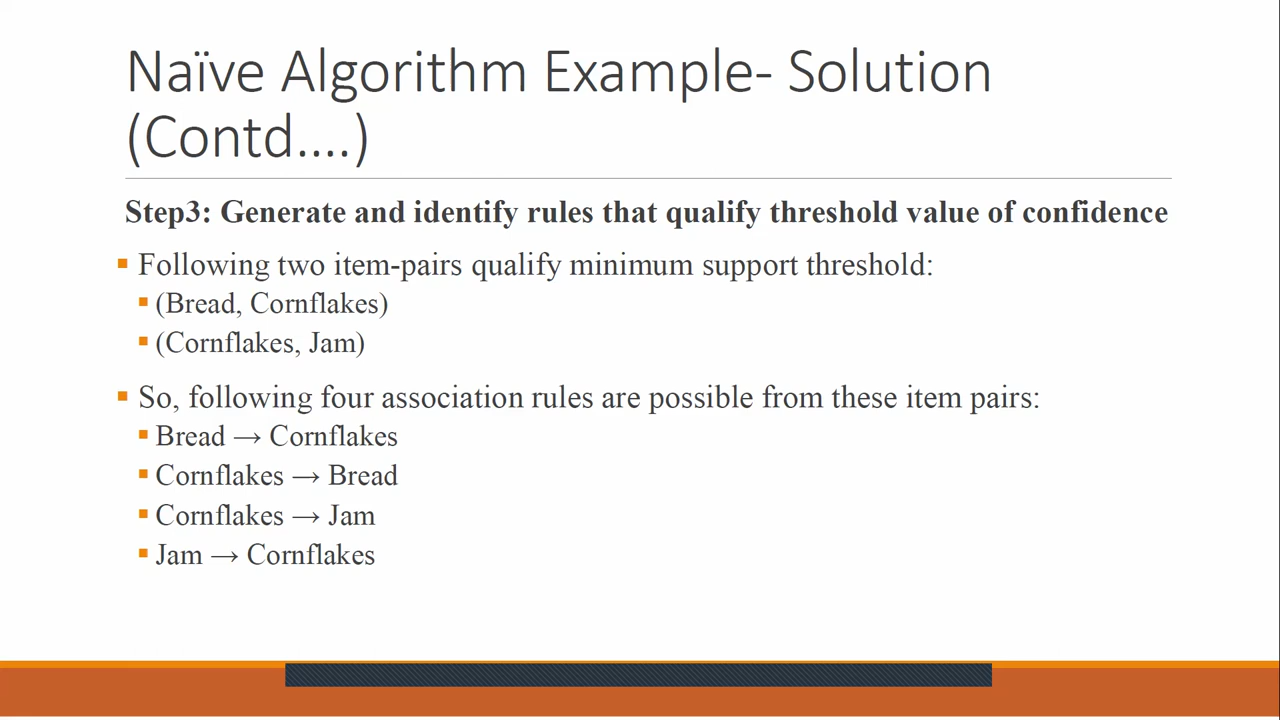 Naïve Algorithm Example- Solution
(Contd....)
Step3: Generate and identify rules that qualify threshold value of confidence
▪ Following two item-pairs qualify minimum support threshold:
▪ (Bread, Cornflakes)
▪ (Cornflakes, Jam)
▪ So, following four association rules are possible from these item pairs:
▪ Bread → Cornflakes
▪ Cornflakes → Bread
▪ Cornflakes → Jam
▪ Jam → Cornflakes